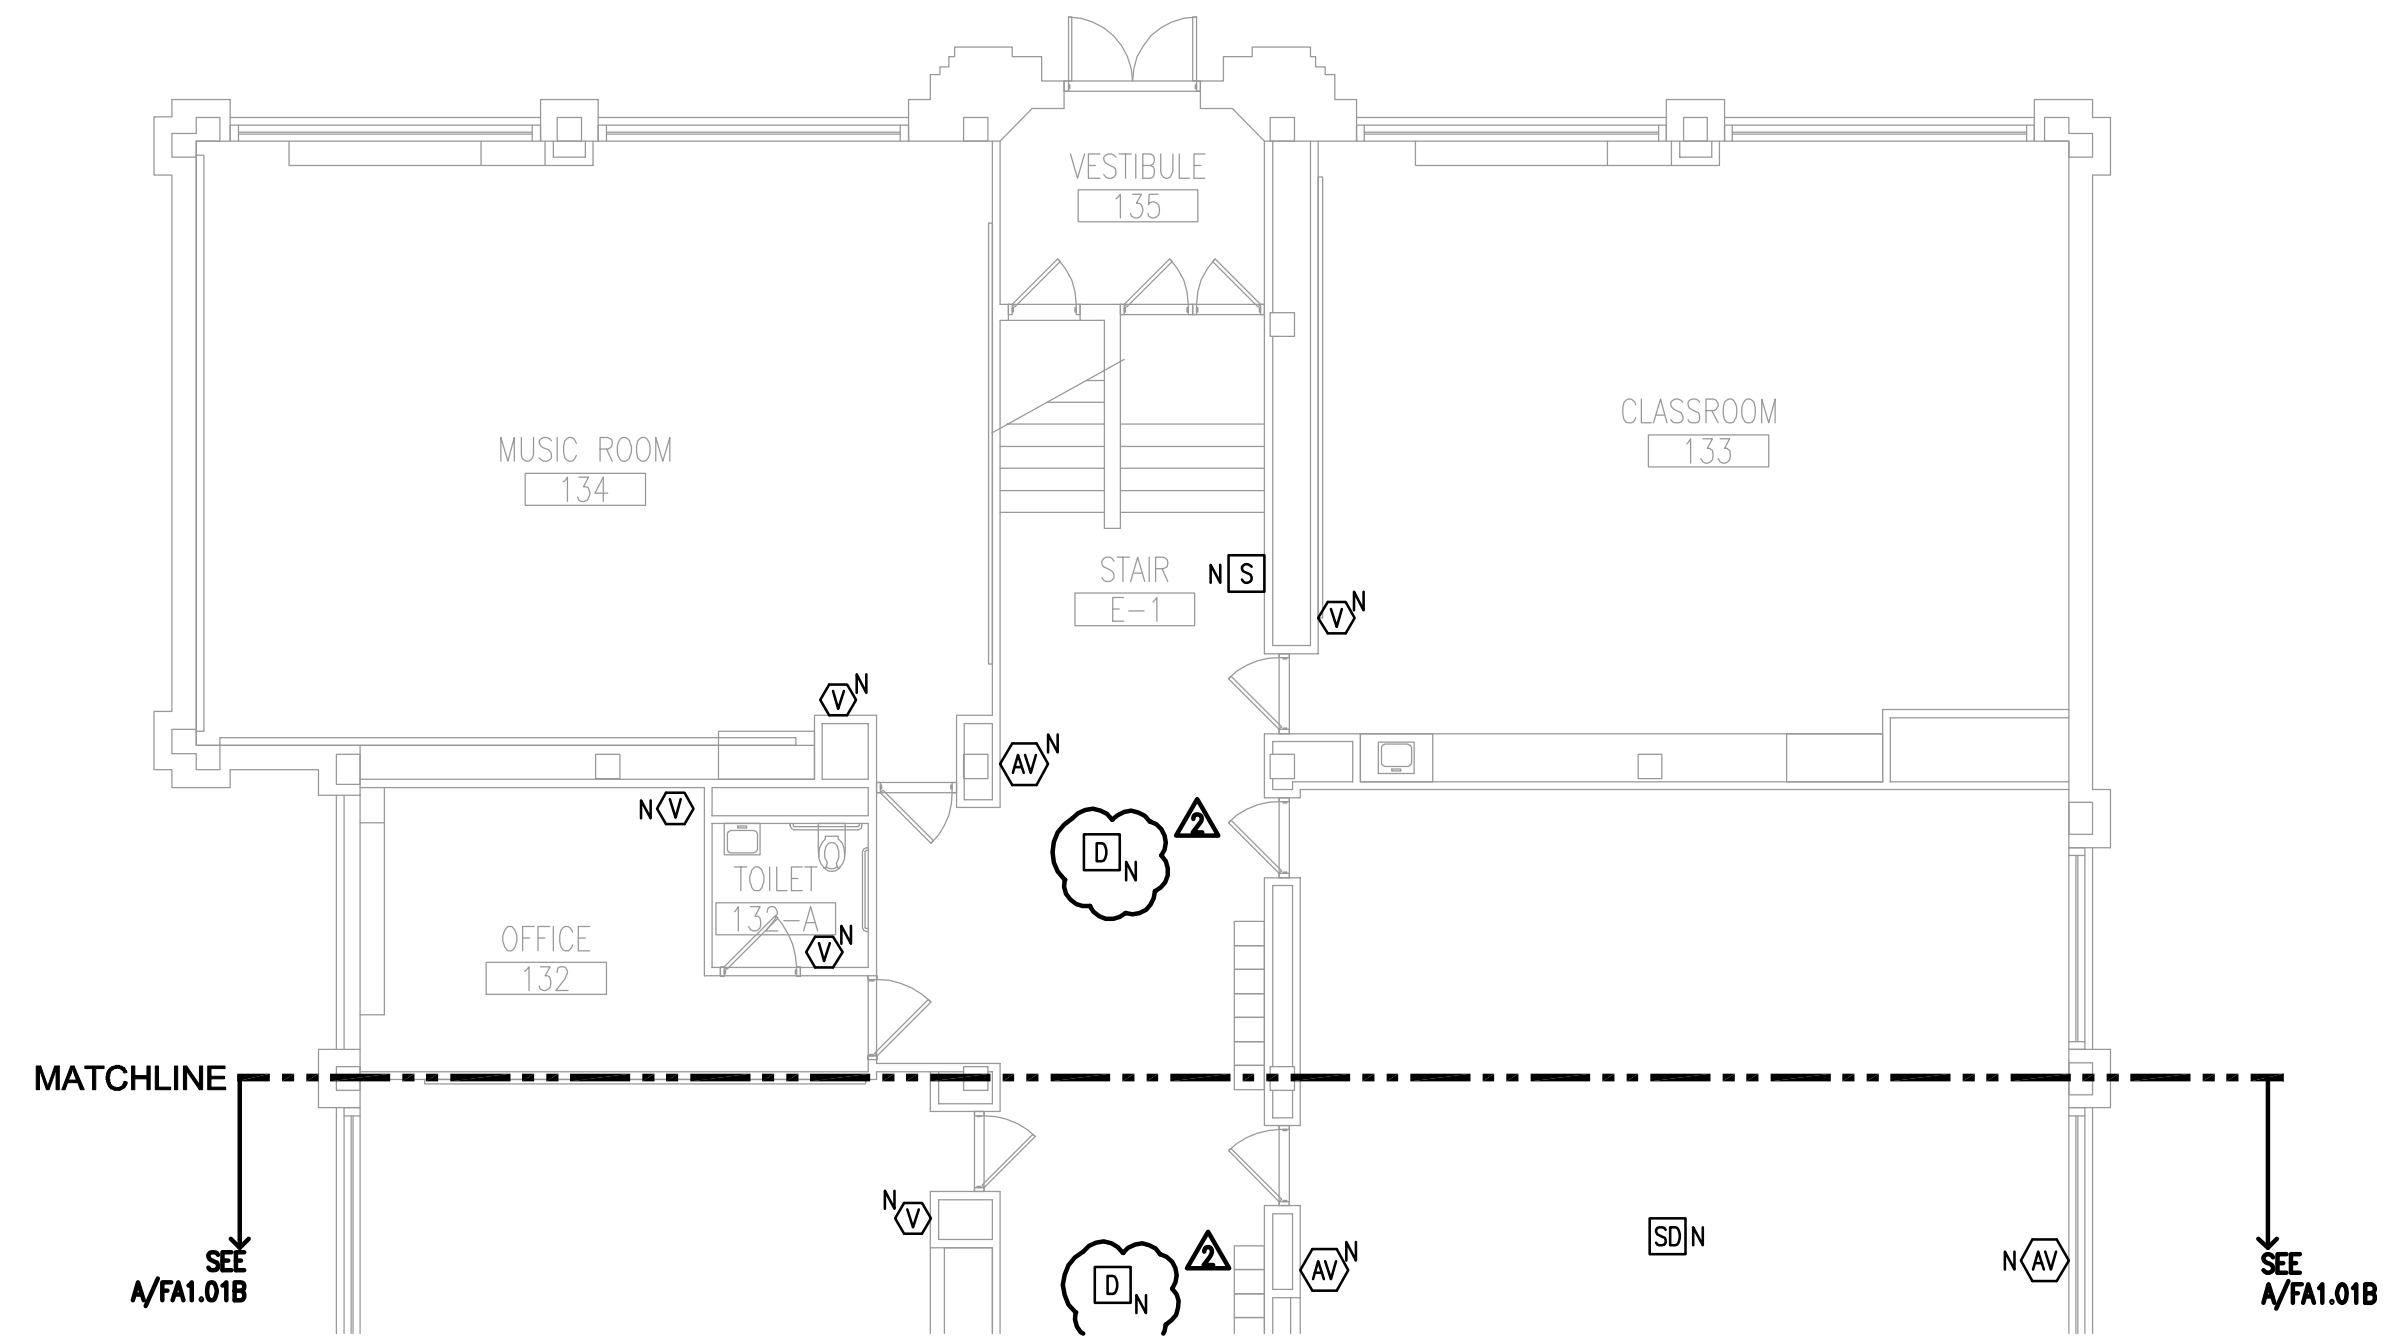 VESTIBULE
135
CLASSROOM
133
MUSIC ROOM
134
STAIR
E-1
N S
V N
V N
AV N
N V
2
D N
TOILET
132-A
V N
OFFICE
132
MATCHLINE
N V
2
D N
AV N
SD N
N AV
SEE
A/FA1.01B
SEE
A/FA1.01B